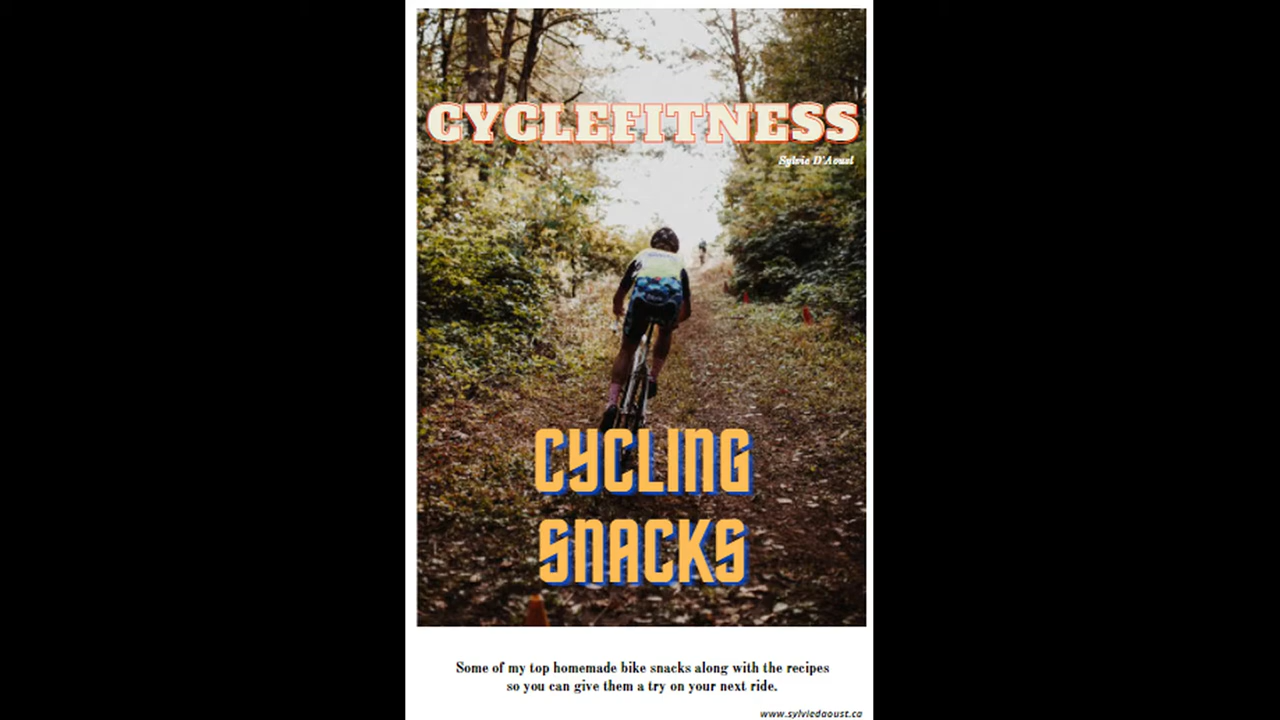 CYCLEFITNESS
Sylvie D'Aoust
CYCLING
SNACKS
Some of my top homemade bike snacks along with the recipes
so you can give them a try on your next ride.
www.sylviedaoust.ca